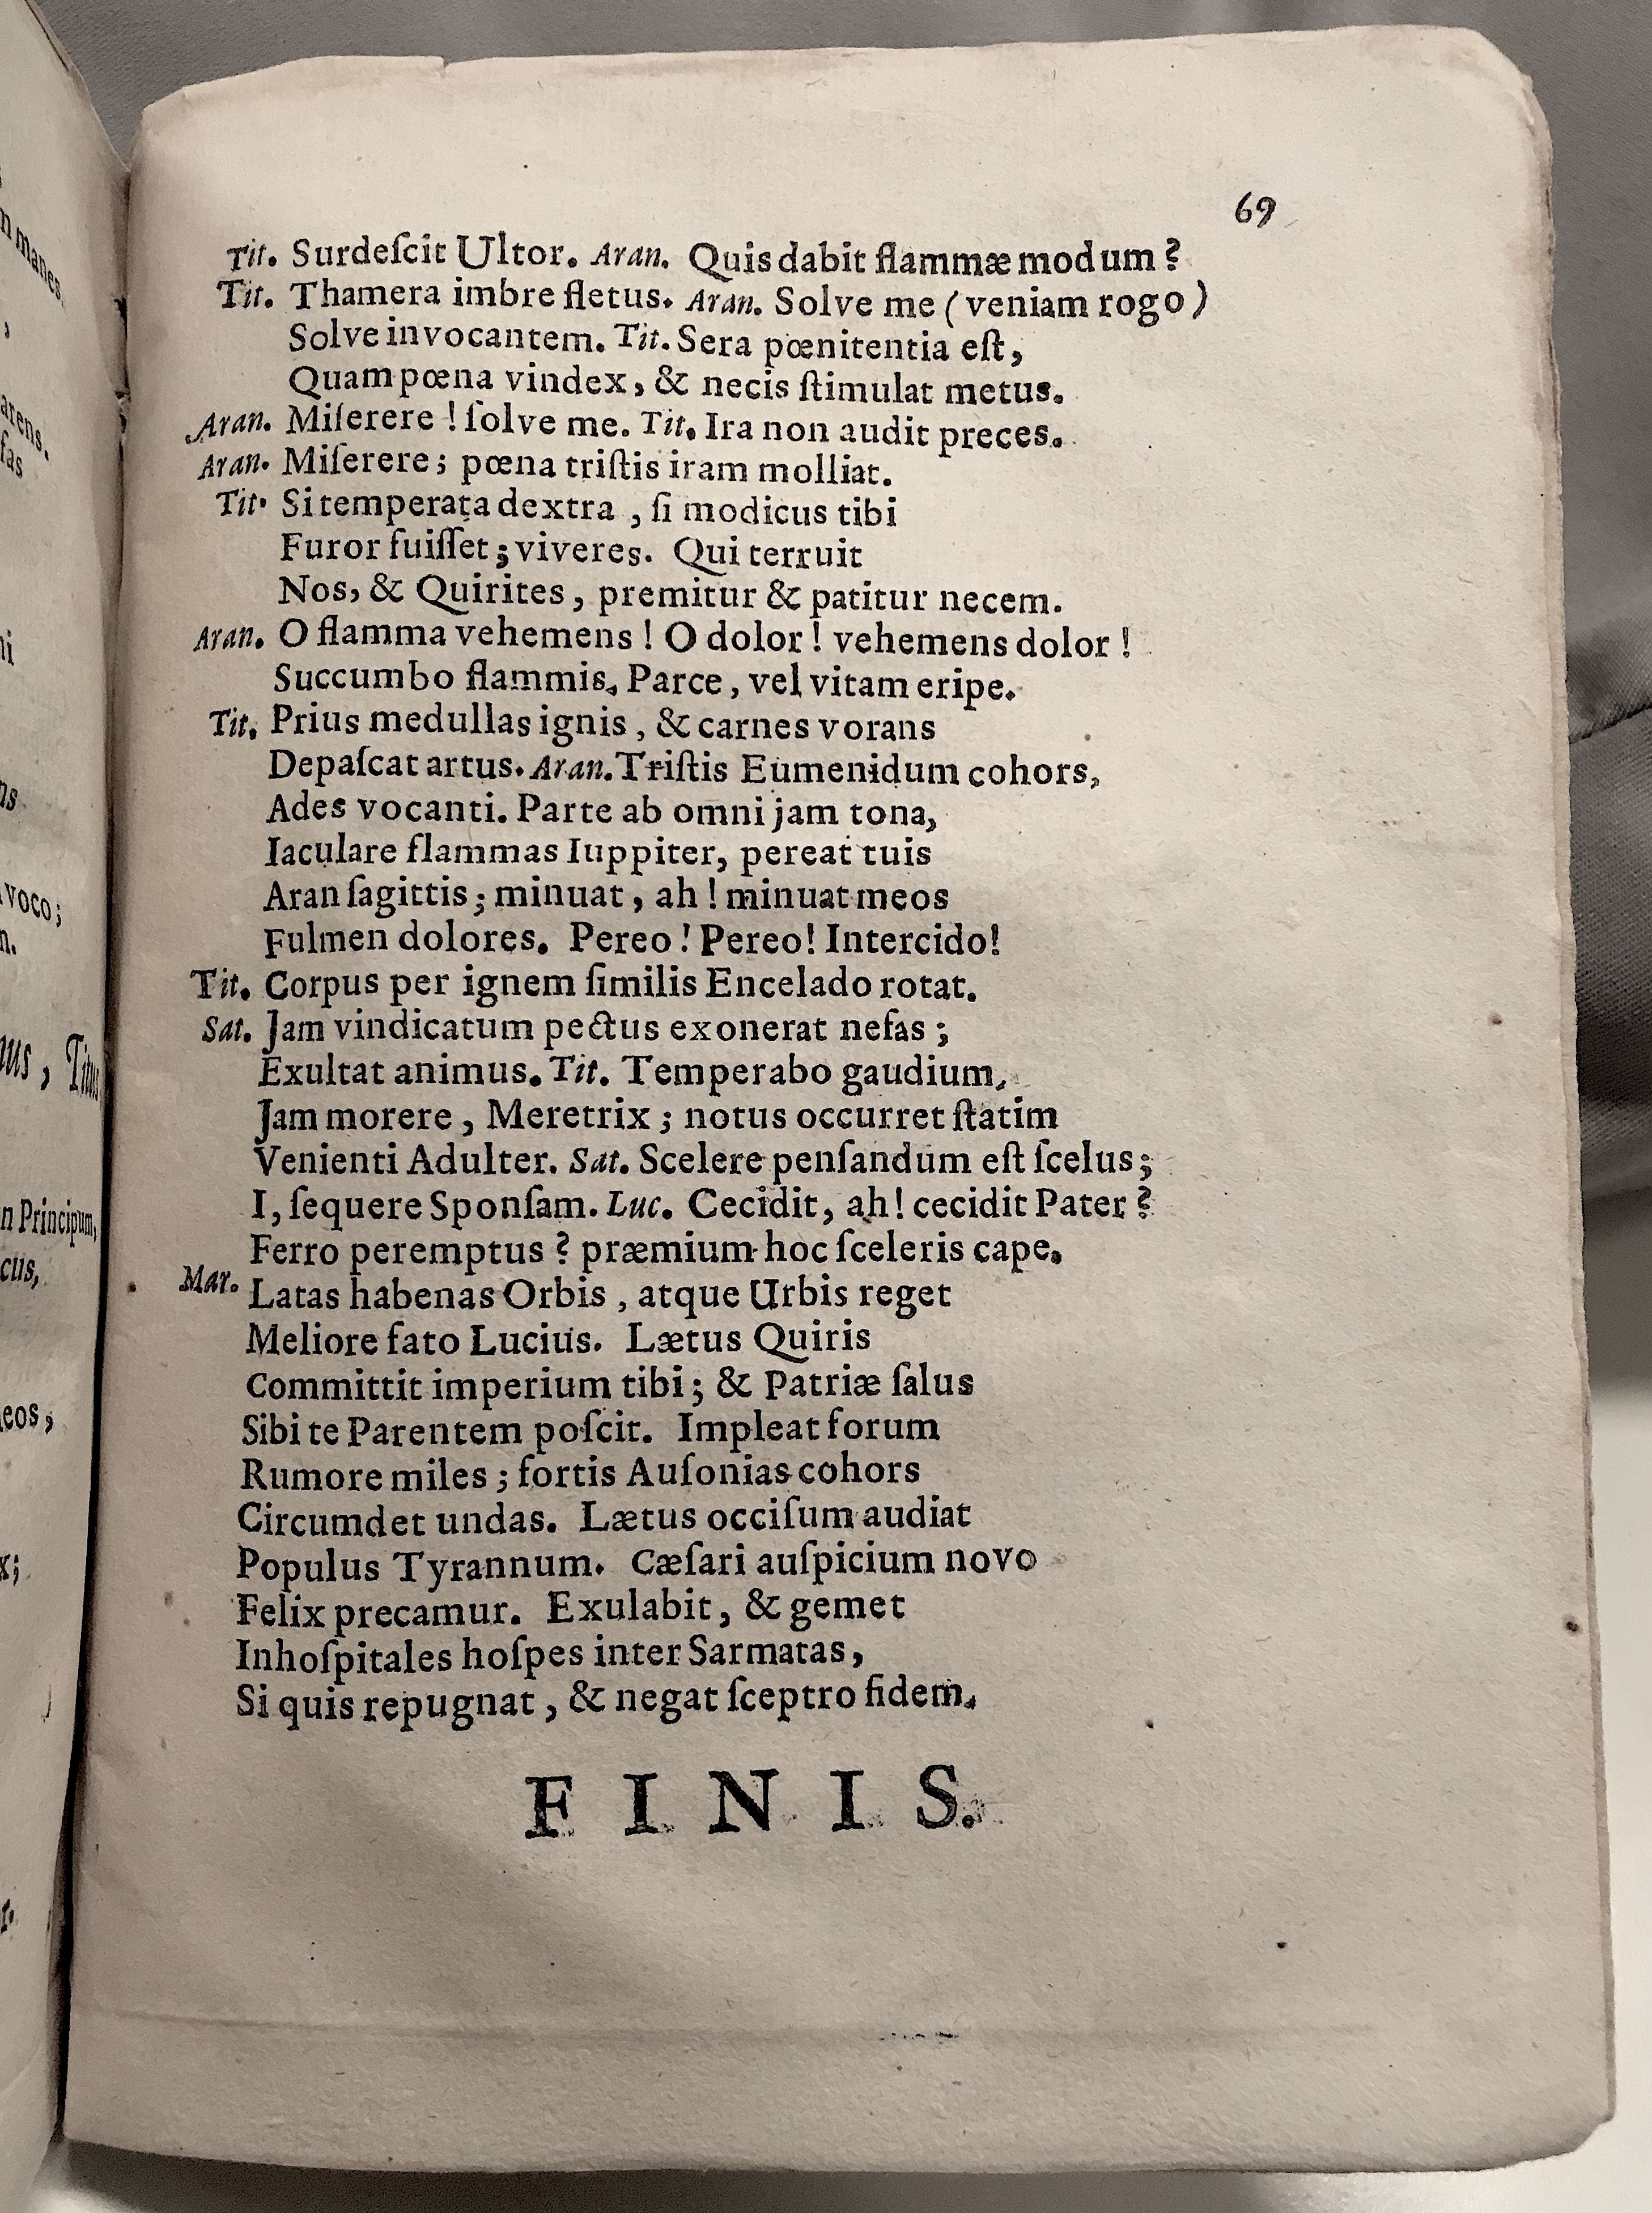 69
Tit. Surdeſcit Ultor. Aran. Quis dabit flammæ modum?
Tit. Thamera imbre fletus. Aran. Solve me (veniam rogo)
Solve invocantem. Tit. Sera pœnitentia eſt,
Quam pœna vindex, & necis ſtimulat metus.
Aran. Miſerere! ſolve me. Tit. Ira non audit preces.
Aran. Miſerere; pœna triſtis iram molliat.
Tit. Si temperata dextra, ſi modicus tibi
Furor fuiſſet; viveres. Qui terruit
Nos, & Quirites, premitur & patitur necem.
Aran. O flamma vehemens! O dolor! vehemens dolor!
Succumbo flammis. Parce, vel vitam eripe.
Tit. Prius medullas ignis, & carnes vorans
Depaſcat artus. Aran. Triſtis Eumenidum cohors,
Ades vocanti. Parte ab omni jam tona,
Iaculare flammas Iuppiter, pereat tuis
Aran ſagittis; minuat, ah! minuat meos
Fulmen dolores. Pereo! Pereo! Intercido!
Tit. Corpus per ignem ſimilis Encelado rotat.
Sat. Jam vindicatum pectus exonerat nefas;
Exultat animus. Tit. Temperabo gaudium,
Jam morere, Meretrix; notus occurret ſtatim
Venienti Adulter. Sat. Scelere penſandum eſt ſcelus;
I, ſequere Sponſam. Luc. Cecidit, ah! cecidit Pater?
Ferro peremptus? præmium hoc ſceleris cape.
Mar. Latas habenas Orbis, atque Urbis reget
Meliore fato Lucius. Lætus Quiris
Committit imperium tibi; & Patriæ ſalus
Sibi te Parentem poſcit. Impleat forum
Rumore miles; fortis Auſonias cohors
Circumdet undas. Lætus occiſum audiat
Populus Tyrannum. Cæſari auſpicium novo
Felix precamur. Exulabit, & gemet
Inhoſpitales hoſpes inter Sarmatas,
Si quis repugnat, & negat ſceptro fidem.
FINIS.